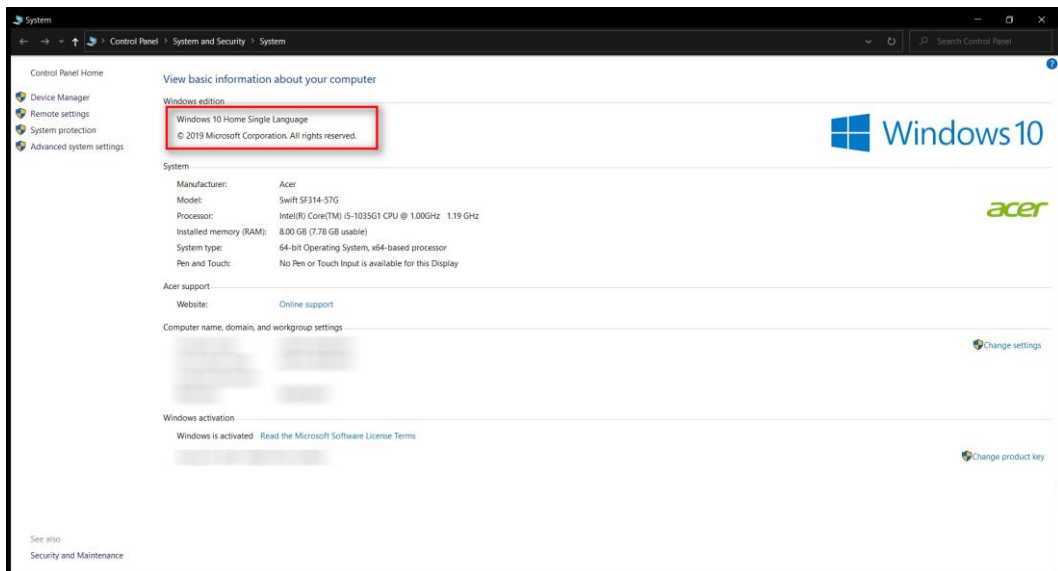 System
Control Panel > System and Security > System
Search Control Panel
Control Panel Home
Device Manager
Remote settings
System protection
Advanced system settings
View basic information about your computer
Windows edition
Windows 10 Home Single Language
© 2019 Microsoft Corporation. All rights reserved.
Windows 10
System
Manufacturer: Acer
Model: Swift SF314-57G
Processor: Intel(R) Core(TM) i5-1035G1 CPU @ 1.00GHz 1.19 GHz
Installed memory (RAM): 8.00 GB (7.78 GB usable)
System type: 64-bit Operating System, x64-based processor
Pen and Touch: No Pen or Touch Input is available for this Display
acer
Acer support
Website: Online support
Computer name, domain, and workgroup settings
Change settings
Windows activation
Windows is activated Read the Microsoft Software License Terms
Change product key
See also
Security and Maintenance